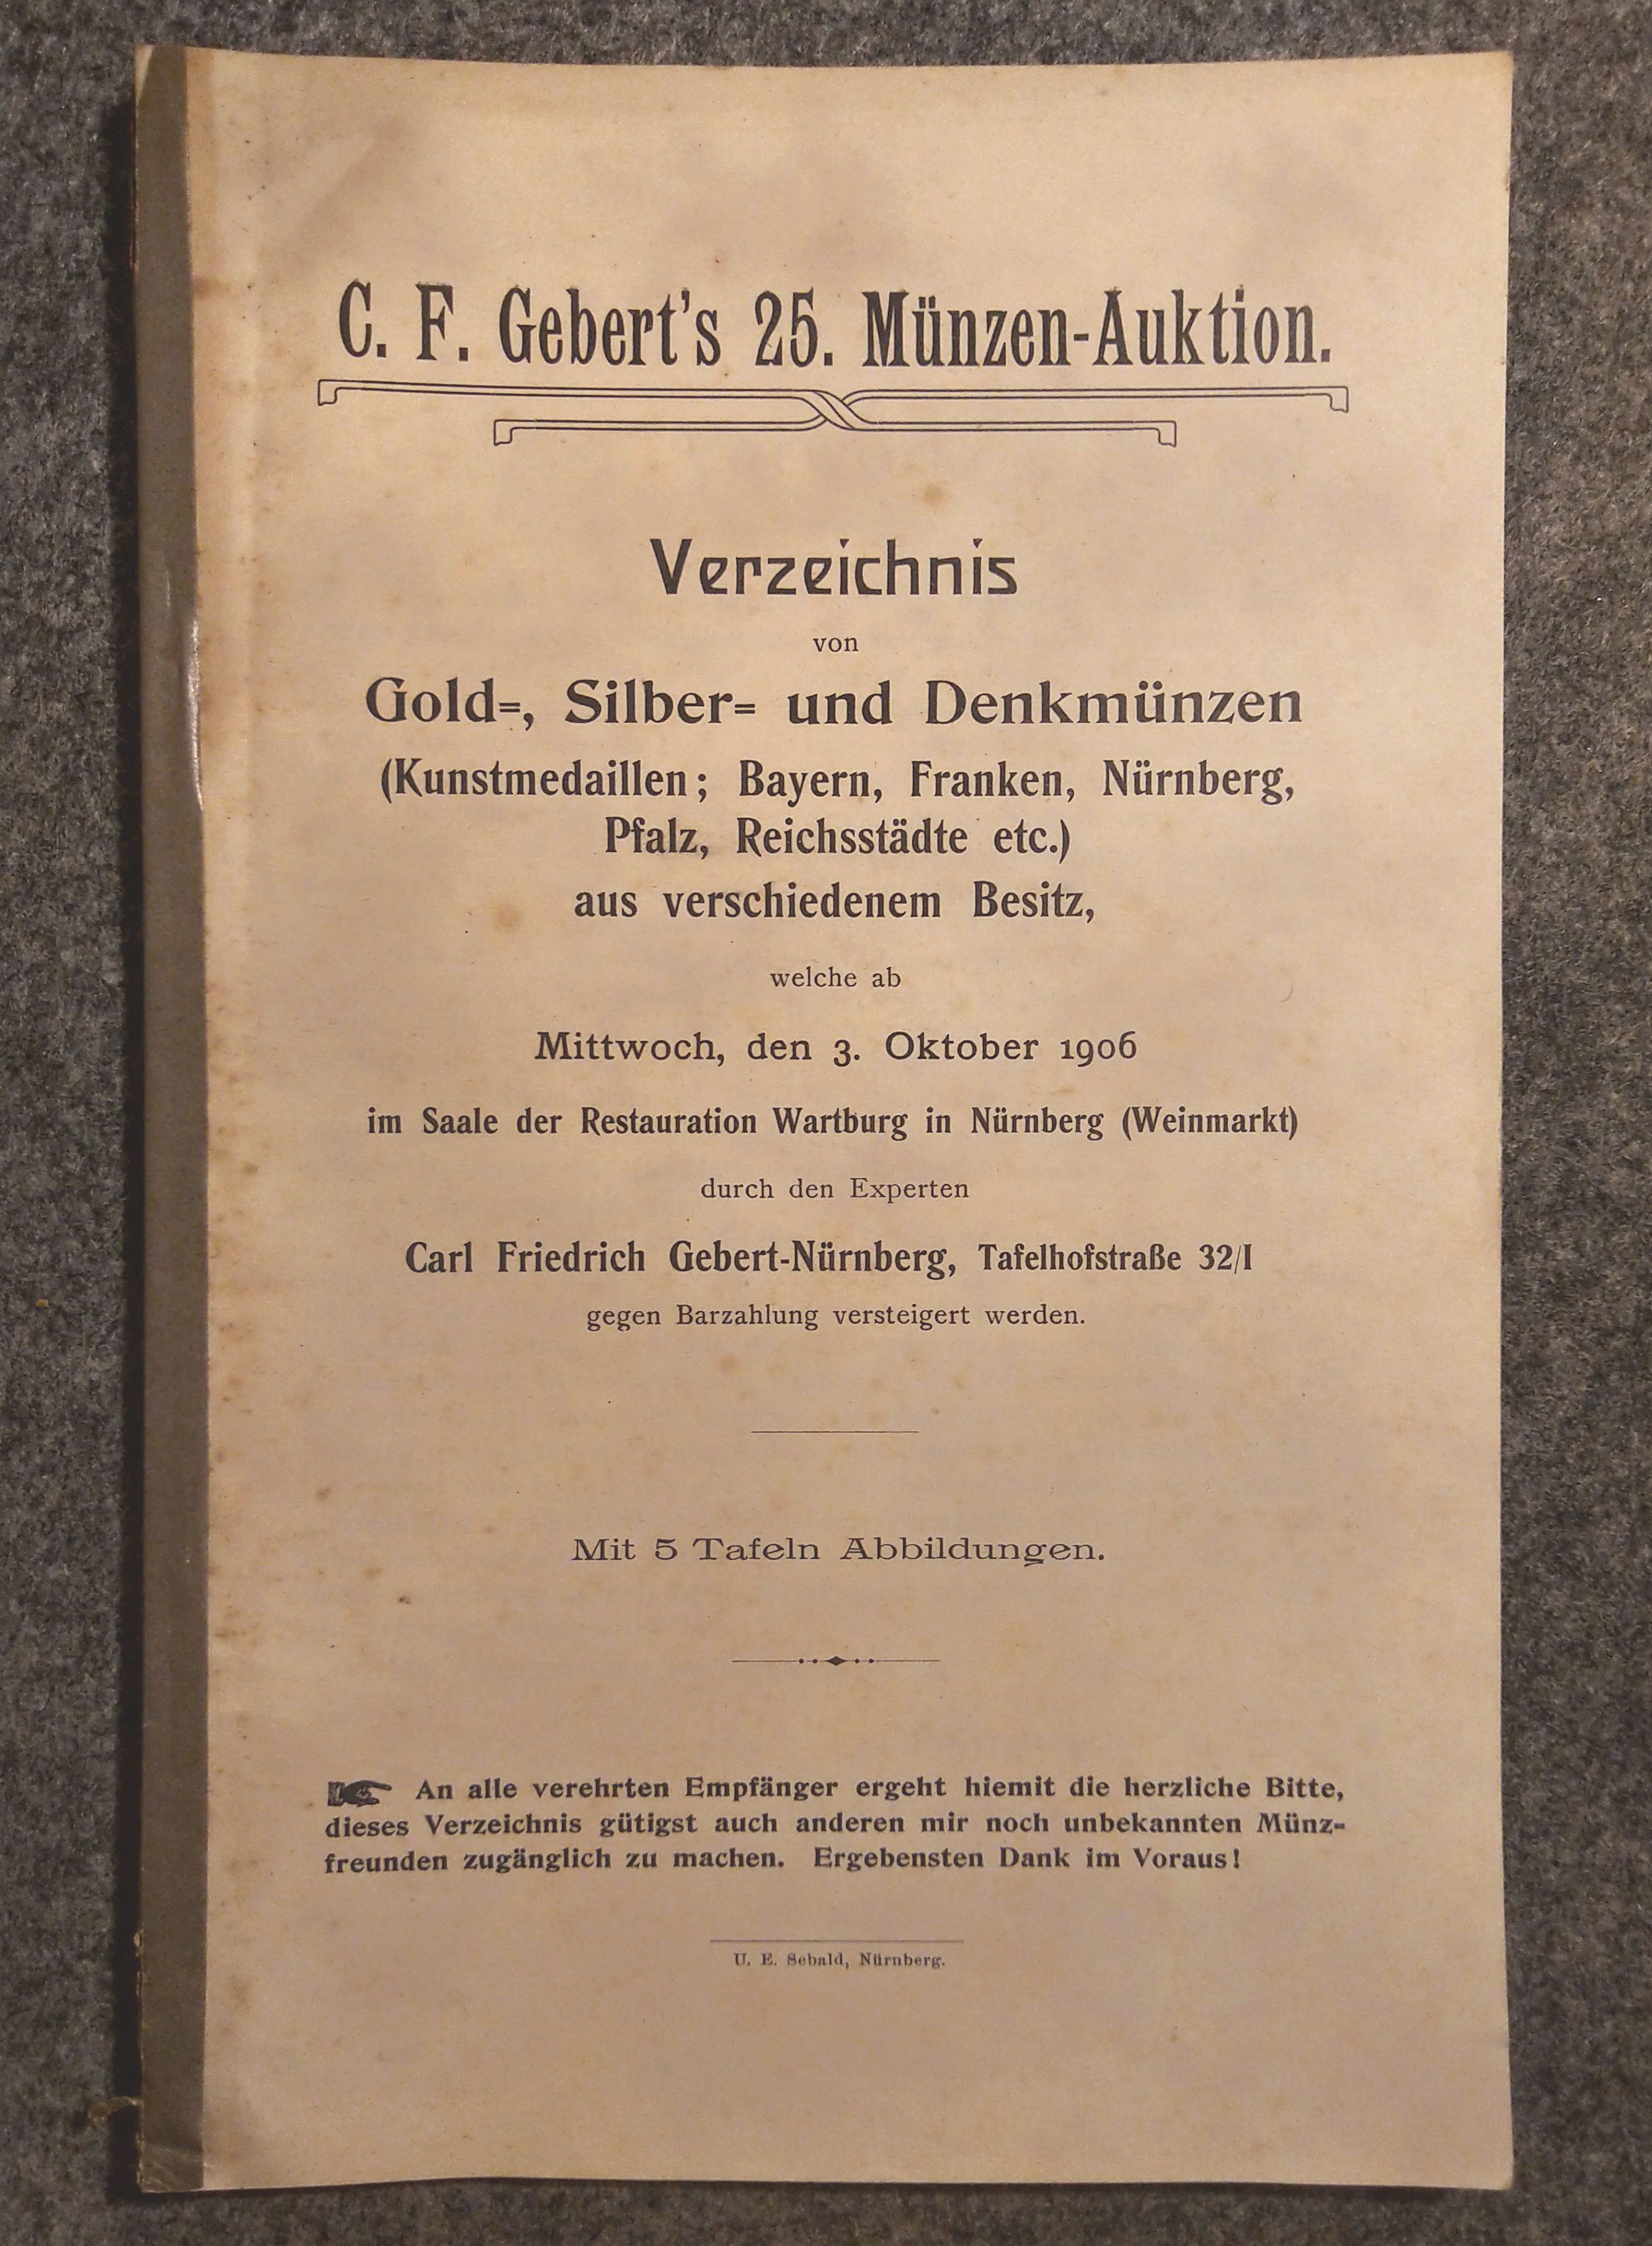 C. F. Gebert's 25. Münzen-Auktion.
Verzeichnis
von
Gold=, Silber= und Denkmünzen
(Kunstmedaillen; Bayern, Franken, Nürnberg,
Pfalz, Reichsstädte etc.)
aus verschiedenem Besitz,
welche ab
Mittwoch, den 3. Oktober 1906
im Saale der Restauration Wartburg in Nürnberg (Weinmarkt)
durch den Experten
Carl Friedrich Gebert-Nürnberg, Tafelhofstraße 32/I
gegen Barzahlung versteigert werden.
Mit 5 Tafeln Abbildungen.
An alle verehrten Empfänger ergeht hiemit die herzliche Bitte,
dieses Verzeichnis gütigst auch anderen mir noch unbekannten Münz=
freunden zugänglich zu machen. Ergebensten Dank im Voraus!
U. E. Sebald, Nürnberg.